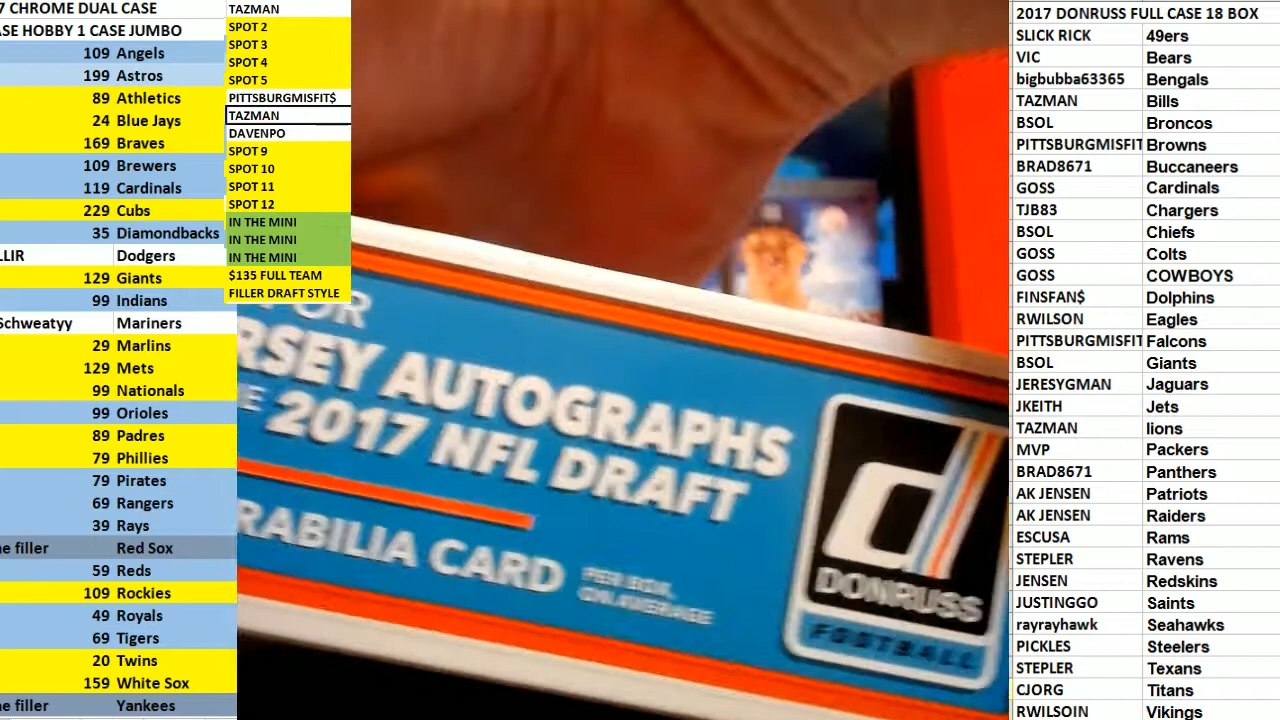 7 CHROME DUAL CASE
ASE HOBBY 1 CASE JUMBO
109 Angels
199 Astros
89 Athletics
24 Blue Jays
169 Braves
109 Brewers
119 Cardinals
229 Cubs
35 Diamondbacks
LLIR Dodgers
129 Giants
99 Indians
Schweatyy Mariners
29 Marlins
129 Mets
99 Nationals
99 Orioles
89 Padres
79 Phillies
79 Pirates
69 Rangers
39 Rays
ne filler Red Sox
59 Reds
109 Rockies
49 Royals
69 Tigers
20 Twins
159 White Sox
ne filler Yankees
TAZMAN
SPOT 2
SPOT 3
SPOT 4
SPOT 5
PITTSBURGMISFIT$
TAZMAN
DAVENPO
SPOT 9
SPOT 10
SPOT 11
SPOT 12
IN THE MINI
IN THE MINI
IN THE MINI
$135 FULL TEAM
FILLER DRAFT STYLE
FOR
RSEY AUTOGRAPHS
E 2017 NFL DRAFT
RABILIA CARD
PER BOX,
ON AVERAGE
d
DONRUSS
FOOTBALL
2017 DONRUSS FULL CASE 18 BOX
SLICK RICK 49ers
VIC Bears
bigbubba63365 Bengals
TAZMAN Bills
BSOL Broncos
PITTSBURGMISFIT Browns
BRAD8671 Buccaneers
GOSS Cardinals
TJB83 Chargers
BSOL Chiefs
GOSS Colts
GOSS COWBOYS
FINSFAN$ Dolphins
RWILSON Eagles
PITTSBURGMISFIT Falcons
BSOL Giants
JERESYGMAN Jaguars
JKEITH Jets
TAZMAN lions
MVP Packers
BRAD8671 Panthers
AK JENSEN Patriots
AK JENSEN Raiders
ESCUSA Rams
STEPLER Ravens
JENSEN Redskins
JUSTINGGO Saints
rayrayhawk Seahawks
PICKLES Steelers
STEPLER Texans
CJORG Titans
RWILSOIN Vikings